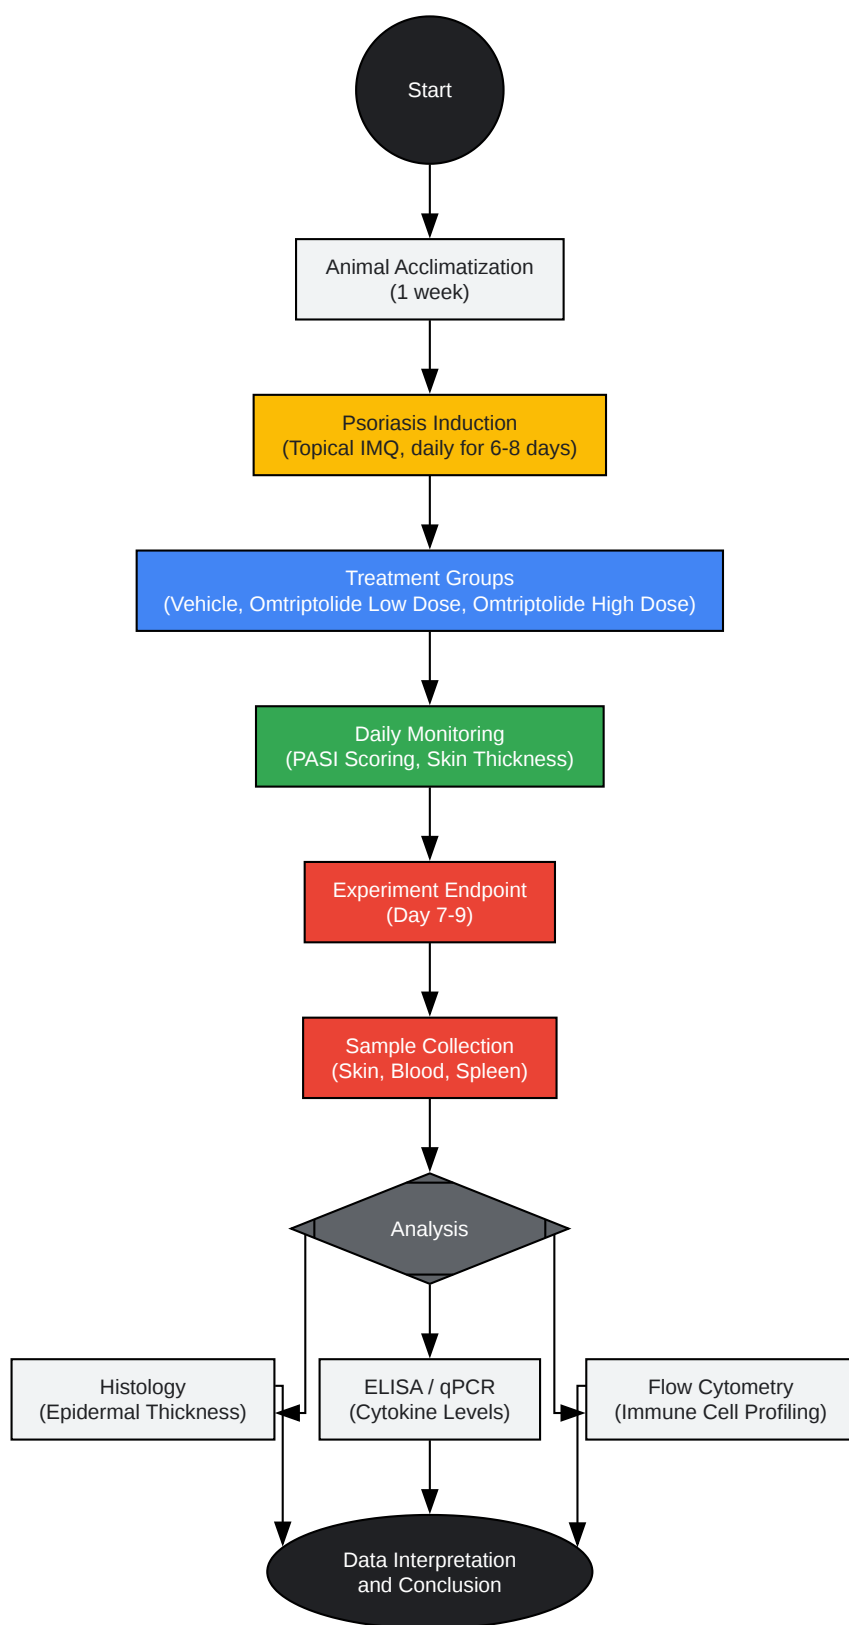 Start
Animal Acclimatization
(1 week)
Psoriasis Induction
(Topical IMQ, daily for 6-8 days)
Treatment Groups
(Vehicle, Omtriptolide Low Dose, Omtriptolide High Dose)
Daily Monitoring
(PASI Scoring, Skin Thickness)
Experiment Endpoint
(Day 7-9)
Sample Collection
(Skin, Blood, Spleen)
Analysis
Histology
(Epidermal Thickness)
ELISA / qPCR
(Cytokine Levels)
Flow Cytometry
(Immune Cell Profiling)
Data Interpretation
and Conclusion